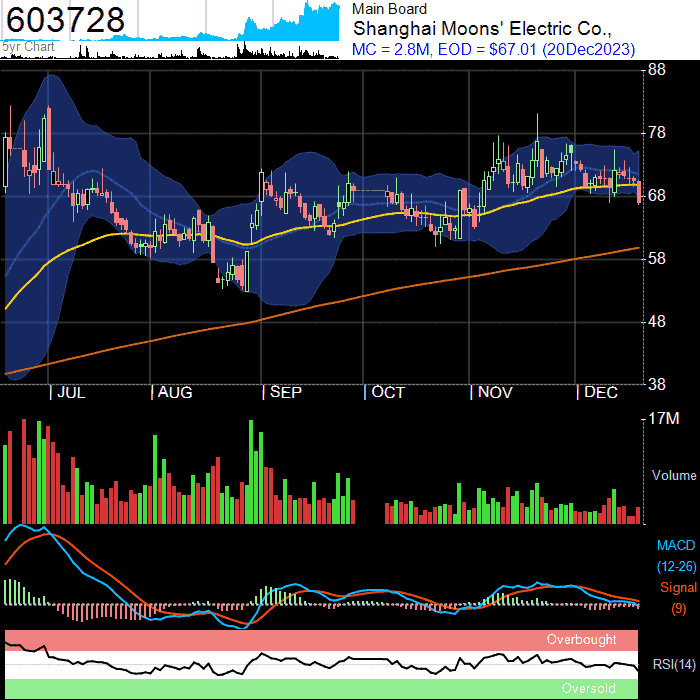 603728
Main Board
Shanghai Moons' Electric Co.,
5yr Chart
MC = 2.8M, EOD = $67.01 (20Dec2023)
88
78
68
58
48
38
| JUL | AUG | SEP | OCT | NOV | DEC
17M
Volume
MACD
(12-26)
Signal
(9)
Overbought
RSI(14)
Oversold